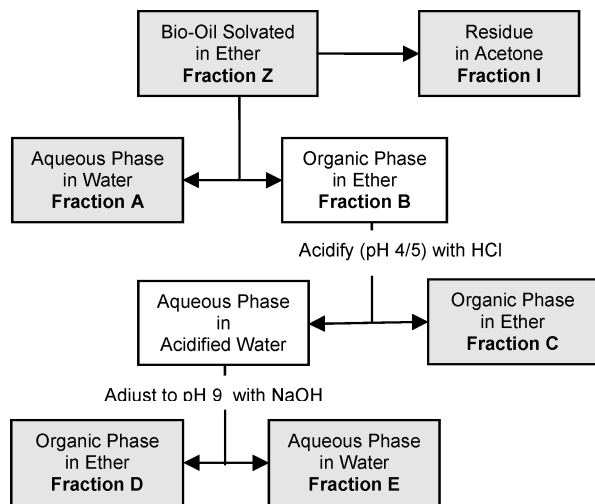 Bio-Oil Solvated
in Ether
Fraction Z
Residue
in Acetone
Fraction I
Aqueous Phase
in Water
Fraction A
Organic Phase
in Ether
Fraction B
Acidify (pH 4/5) with HCl
Aqueous Phase
in
Acidified Water
Organic Phase
in Ether
Fraction C
Adjust to pH 9 with NaOH
Organic Phase
in Ether
Fraction D
Aqueous Phase
in Water
Fraction E